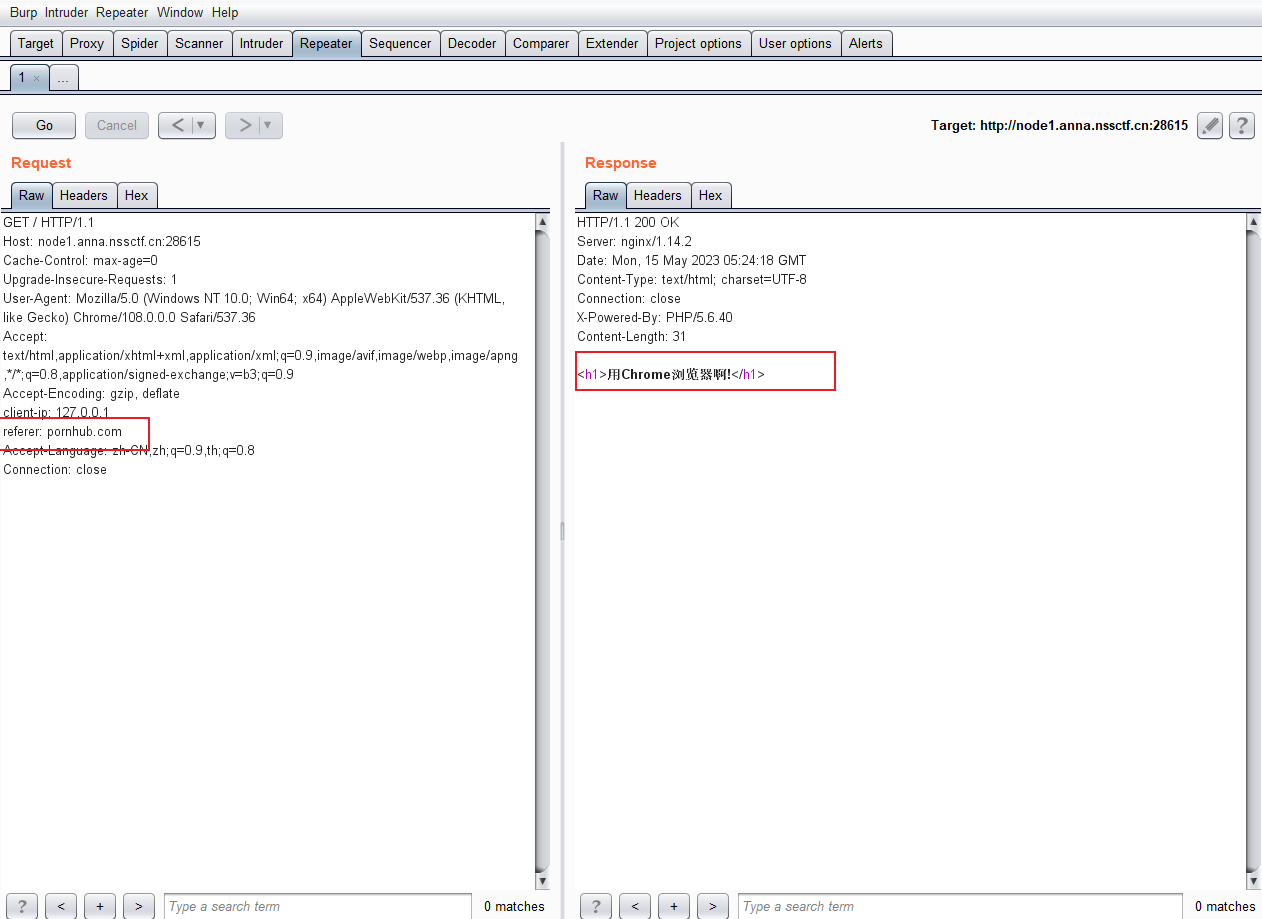 Burp Intruder Repeater Window Help
Target Proxy Spider Scanner Intruder Repeater Sequencer Decoder Comparer Extender Project options User options Alerts
1 × ...
Go Cancel < ▼ > ▼ Target: http://node1.anna.nssctf.cn:28615 ?
Request
Raw Headers Hex
GET / HTTP/1.1
Host: node1.anna.nssctf.cn:28615
Cache-Control: max-age=0
Upgrade-Insecure-Requests: 1
User-Agent: Mozilla/5.0 (Windows NT 10.0; Win64; x64) AppleWebKit/537.36 (KHTML,
like Gecko) Chrome/108.0.0.0 Safari/537.36
Accept:
text/html,application/xhtml+xml,application/xml;q=0.9,image/avif,image/webp,image/apng
,*/*;q=0.8,application/signed-exchange;v=b3;q=0.9
Accept-Encoding: gzip, deflate
client-ip: 127.0.0.1
referer: pornhub.com
Accept-Language: zh-CN,zh;q=0.9,th;q=0.8
Connection: close
? < + > Type a search term 0 matches
Response
Raw Headers Hex
HTTP/1.1 200 OK
Server: nginx/1.14.2
Date: Mon, 15 May 2023 05:24:18 GMT
Content-Type: text/html; charset=UTF-8
Connection: close
X-Powered-By: PHP/5.6.40
Content-Length: 31
<h1>用Chrome浏览器啊!</h1>
? < + > Type a search term 0 matches